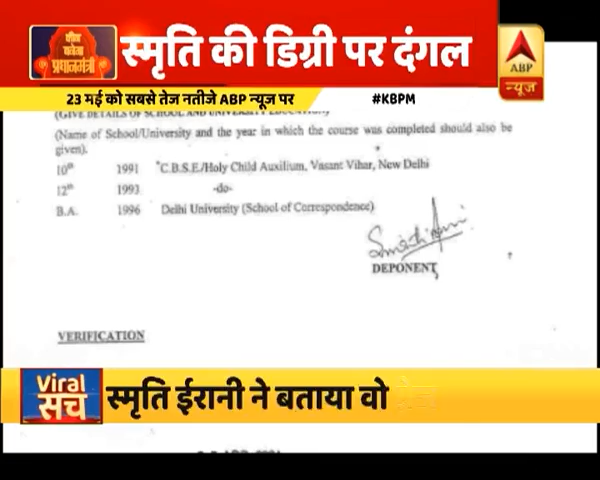 कौन बनेगा
प्रधानमंत्री
स्मृति की डिग्री पर दंगल
ABP
न्यूज़
23 मई को सबसे तेज नतीजे ABP न्यूज़ पर
#KBPM
(GIVE DETAILS OF SCHOOL AND UNIVERSITY EDUCATION)
(Name of School/University and the year in which the course was completed should also be
given).
10th 1991 C.B.S.E/Holy Child Auxilium, Vasant Vihar, New Delhi
12th 1993 -do-
B.A. 1996 Delhi University (School of Correspondence)
DEPONENT
VERIFICATION
Viral
सच
स्मृति ईरानी ने बताया वो